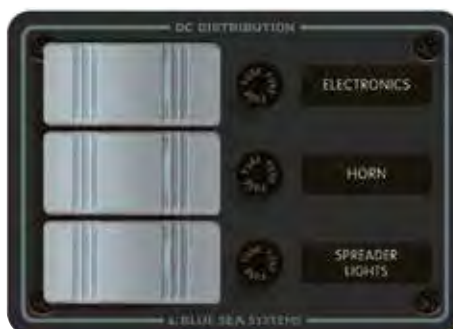 DC DISTRIBUTION
ELECTRONICS
HORN
SPREADER
LIGHTS
BLUE SEA SYSTEMS